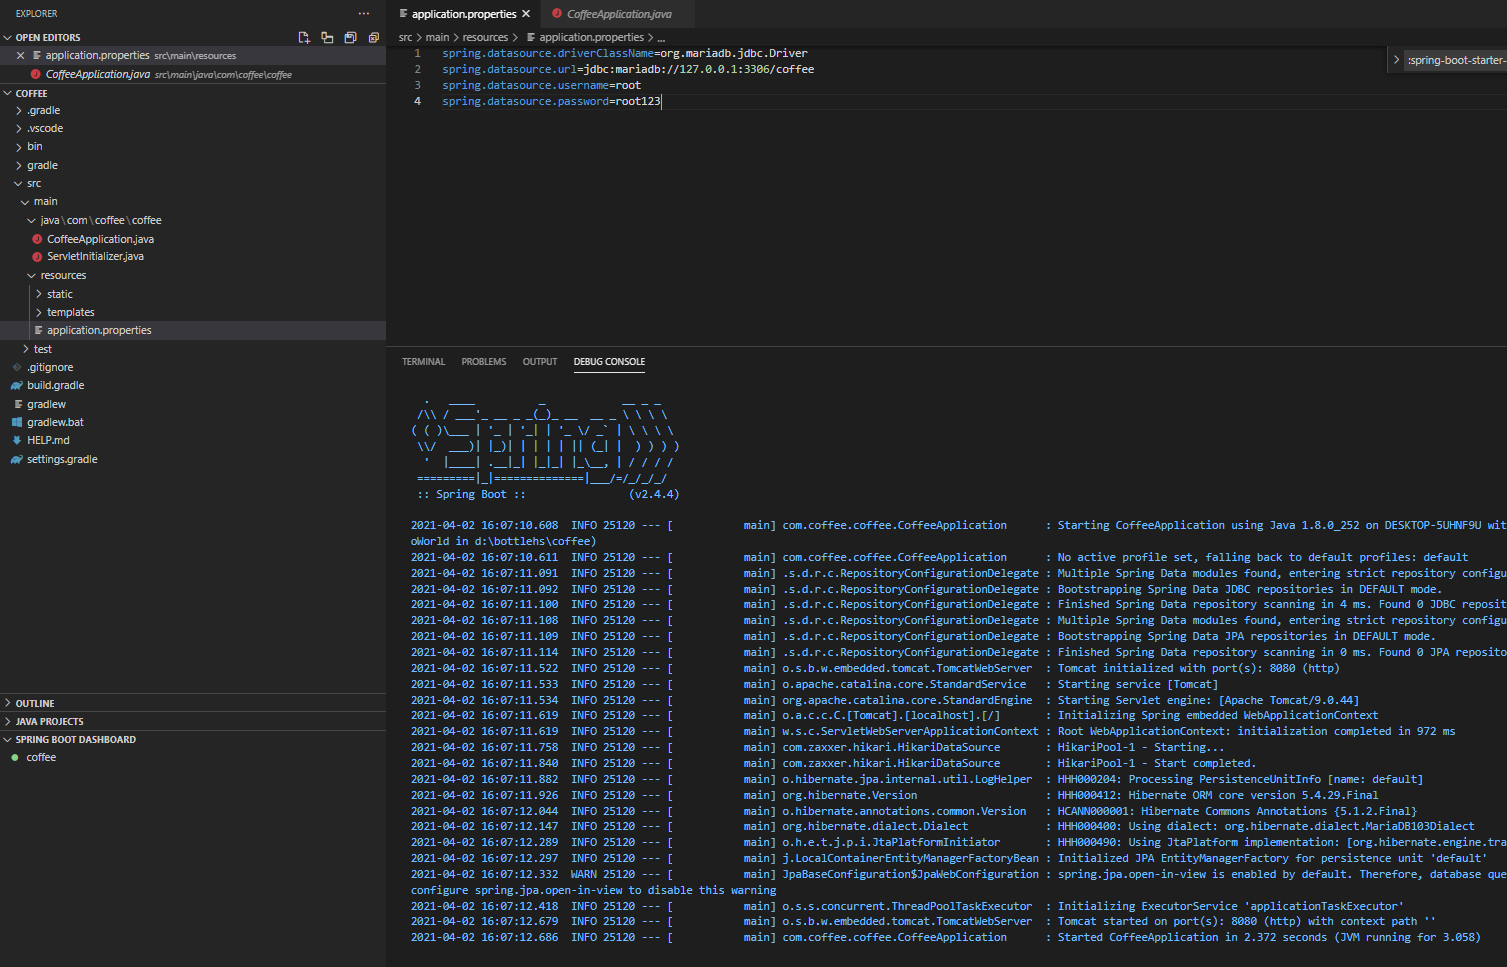 EXPLORER
OPEN EDITORS
application.properties src\main\resources
CoffeeApplication.java src\main\java\com\coffee\coffee
COFFEE
.gradle
.vscode
bin
gradle
src
main
java\com\coffee\coffee
CoffeeApplication.java
ServletInitializer.java
resources
static
templates
application.properties
test
.gitignore
build.gradle
gradlew
gradlew.bat
HELP.md
settings.gradle
OUTLINE
JAVA PROJECTS
SPRING BOOT DASHBOARD
coffee
application.properties CoffeeApplication.java
src > main > resources > application.properties > ...
1 spring.datasource.driverClassName=org.mariadb.jdbc.Driver
2 spring.datasource.url=jdbc:mariadb://127.0.0.1:3306/coffee
3 spring.datasource.username=root
4 spring.datasource.password=root123
:spring-boot-starter-
TERMINAL PROBLEMS OUTPUT DEBUG CONSOLE
Spring
:: Spring Boot :: (v2.4.4)
2021-04-02 16:07:10.608 INFO 25120 --- [ main] com.coffee.coffee.CoffeeApplication : Starting CoffeeApplication using Java 1.8.0_252 on DESKTOP-5UHNF9U wit
oWorld in d:\bottlehs\coffee)
2021-04-02 16:07:10.611 INFO 25120 --- [ main] com.coffee.coffee.CoffeeApplication : No active profile set, falling back to default profiles: default
2021-04-02 16:07:11.091 INFO 25120 --- [ main] .s.d.r.c.RepositoryConfigurationDelegate : Multiple Spring Data modules found, entering strict repository configu
2021-04-02 16:07:11.092 INFO 25120 --- [ main] .s.d.r.c.RepositoryConfigurationDelegate : Bootstrapping Spring Data JDBC repositories in DEFAULT mode.
2021-04-02 16:07:11.100 INFO 25120 --- [ main] .s.d.r.c.RepositoryConfigurationDelegate : Finished Spring Data repository scanning in 4 ms. Found 0 JDBC reposit
2021-04-02 16:07:11.108 INFO 25120 --- [ main] .s.d.r.c.RepositoryConfigurationDelegate : Multiple Spring Data modules found, entering strict repository configu
2021-04-02 16:07:11.109 INFO 25120 --- [ main] .s.d.r.c.RepositoryConfigurationDelegate : Bootstrapping Spring Data JPA repositories in DEFAULT mode.
2021-04-02 16:07:11.114 INFO 25120 --- [ main] .s.d.r.c.RepositoryConfigurationDelegate : Finished Spring Data repository scanning in 0 ms. Found 0 JPA reposito
2021-04-02 16:07:11.522 INFO 25120 --- [ main] o.s.b.w.embedded.tomcat.TomcatWebServer : Tomcat initialized with port(s): 8080 (http)
2021-04-02 16:07:11.533 INFO 25120 --- [ main] o.apache.catalina.core.StandardService : Starting service [Tomcat]
2021-04-02 16:07:11.534 INFO 25120 --- [ main] org.apache.catalina.core.StandardEngine : Starting Servlet engine: [Apache Tomcat/9.0.44]
2021-04-02 16:07:11.619 INFO 25120 --- [ main] o.a.c.c.C.[Tomcat].[localhost].[/] : Initializing Spring embedded WebApplicationContext
2021-04-02 16:07:11.619 INFO 25120 --- [ main] w.s.c.ServletWebServerApplicationContext : Root WebApplicationContext: initialization completed in 972 ms
2021-04-02 16:07:11.758 INFO 25120 --- [ main] com.zaxxer.hikari.HikariDataSource : HikariPool-1 - Starting...
2021-04-02 16:07:11.840 INFO 25120 --- [ main] com.zaxxer.hikari.HikariDataSource : HikariPool-1 - Start completed.
2021-04-02 16:07:11.882 INFO 25120 --- [ main] o.hibernate.jpa.internal.util.LogHelper : HHH000204: Processing PersistenceUnitInfo [name: default]
2021-04-02 16:07:11.926 INFO 25120 --- [ main] org.hibernate.Version : HHH000412: Hibernate ORM core version 5.4.29.Final
2021-04-02 16:07:12.044 INFO 25120 --- [ main] o.hibernate.annotations.common.Version : HCANN000001: Hibernate Commons Annotations {5.1.2.Final}
2021-04-02 16:07:12.147 INFO 25120 --- [ main] org.hibernate.dialect.Dialect : HHH000400: Using dialect: org.hibernate.dialect.MariaDB103Dialect
2021-04-02 16:07:12.289 INFO 25120 --- [ main] o.h.e.t.j.p.i.JtaPlatformInitiator : HHH000490: Using JtaPlatform implementation: [org.hibernate.engine.tra
2021-04-02 16:07:12.297 INFO 25120 --- [ main] j.LocalContainerEntityManagerFactoryBean : Initialized JPA EntityManagerFactory for persistence unit 'default'
2021-04-02 16:07:12.332 WARN 25120 --- [ main] JpaBaseConfiguration$JpaWebConfiguration : spring.jpa.open-in-view is enabled by default. Therefore, database que
configure spring.jpa.open-in-view to disable this warning
2021-04-02 16:07:12.418 INFO 25120 --- [ main] o.s.s.concurrent.ThreadPoolTaskExecutor : Initializing ExecutorService 'applicationTaskExecutor'
2021-04-02 16:07:12.679 INFO 25120 --- [ main] o.s.b.w.embedded.tomcat.TomcatWebServer : Tomcat started on port(s): 8080 (http) with context path ''
2021-04-02 16:07:12.686 INFO 25120 --- [ main] com.coffee.coffee.CoffeeApplication : Started CoffeeApplication in 2.372 seconds (JVM running for 3.058)